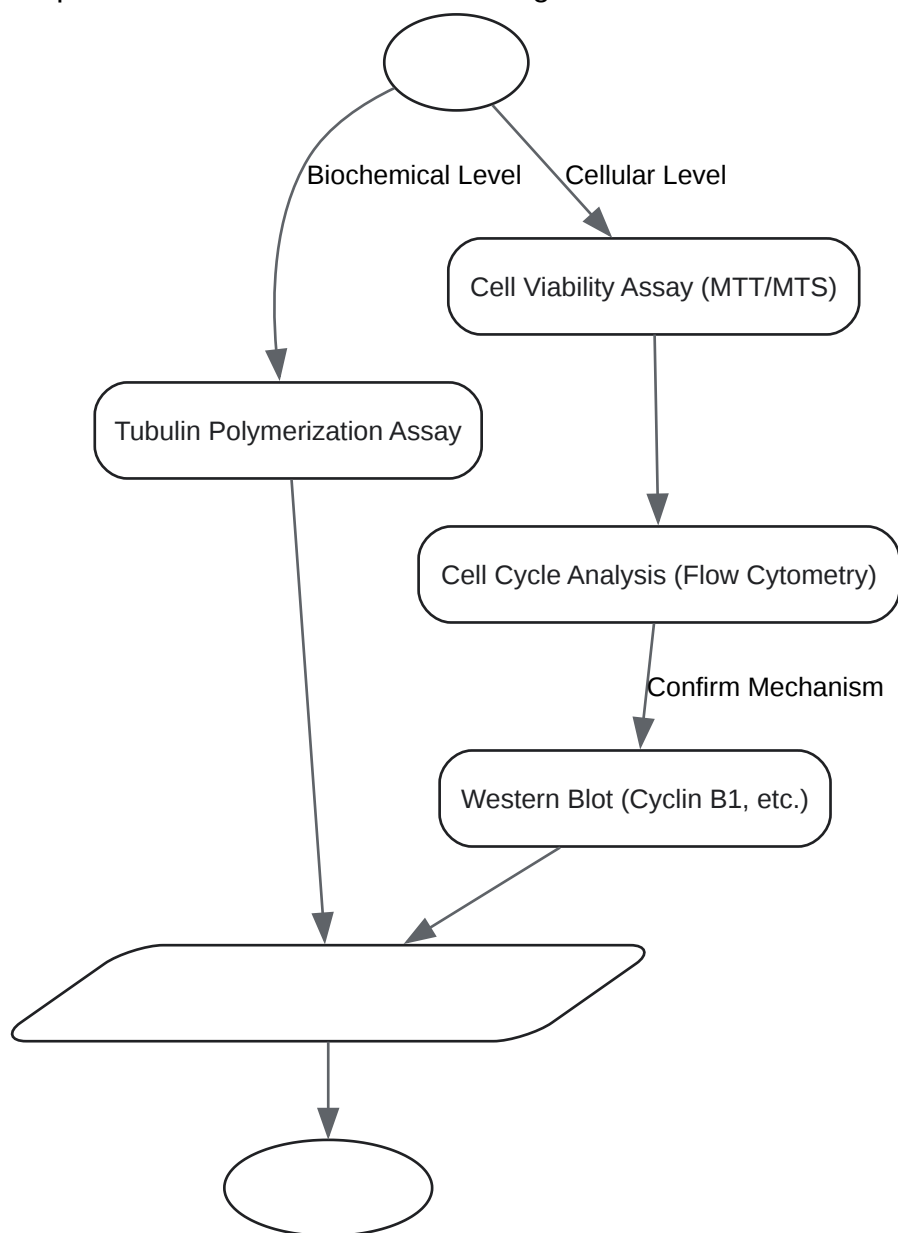 Biochemical Level
Cellular Level
Cell Viability Assay (MTT/MTS)
Tubulin Polymerization Assay
Cell Cycle Analysis (Flow Cytometry)
Confirm Mechanism
Western Blot (Cyclin B1, etc.)